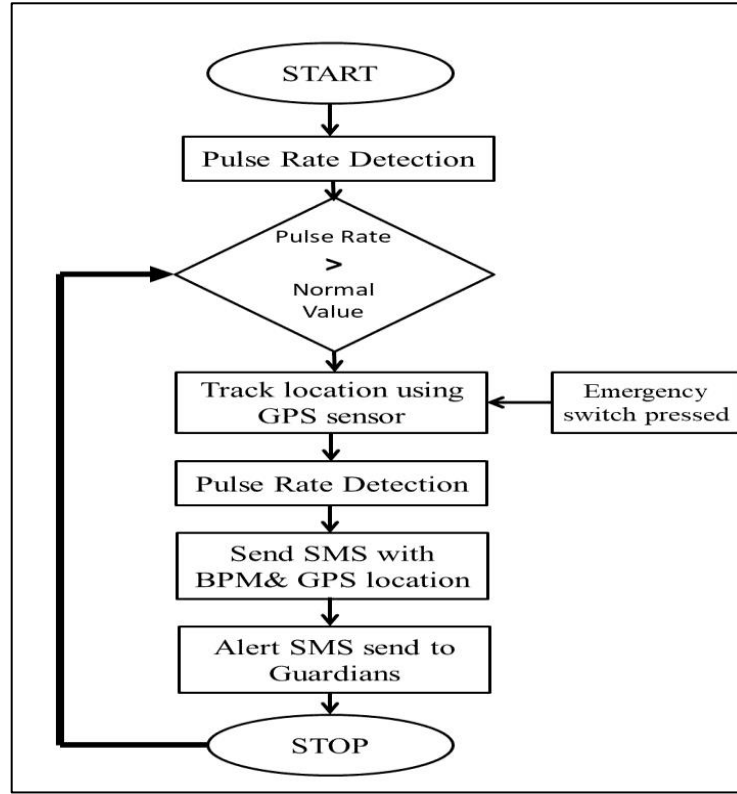 START
Pulse Rate Detection
Pulse Rate
>
Normal
Value
Track location using
GPS sensor
Emergency
switch pressed
Pulse Rate Detection
Send SMS with
BPM& GPS location
Alert SMS send to
Guardians
STOP